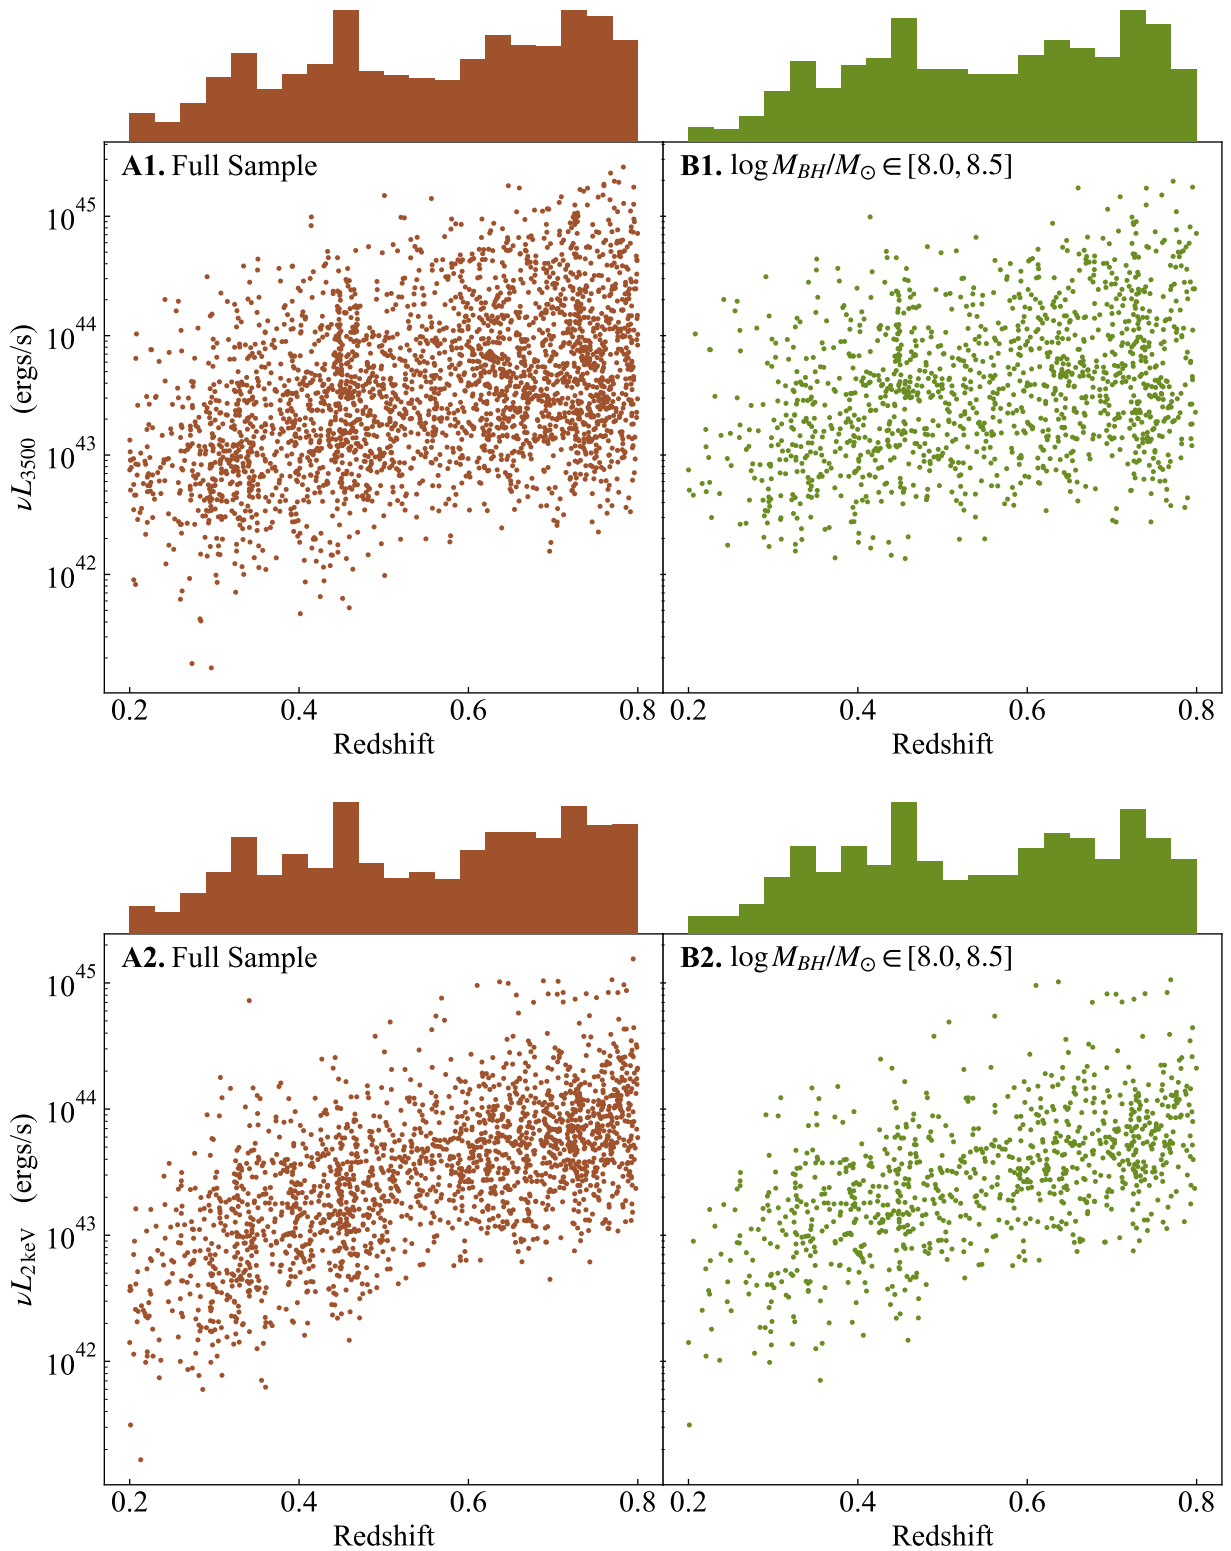 A1. Full Sample
B1. log M_BH/M_⊙ ∈ [8.0, 8.5]
νL_3500 (ergs/s)
10^45
10^44
10^43
10^42
0.2 0.4 0.6 0.8 0.2 0.4 0.6 0.8
Redshift Redshift
A2. Full Sample
B2. log M_BH/M_⊙ ∈ [8.0, 8.5]
νL_2 keV (ergs/s)
10^45
10^44
10^43
10^42
0.2 0.4 0.6 0.8 0.2 0.4 0.6 0.8
Redshift Redshift